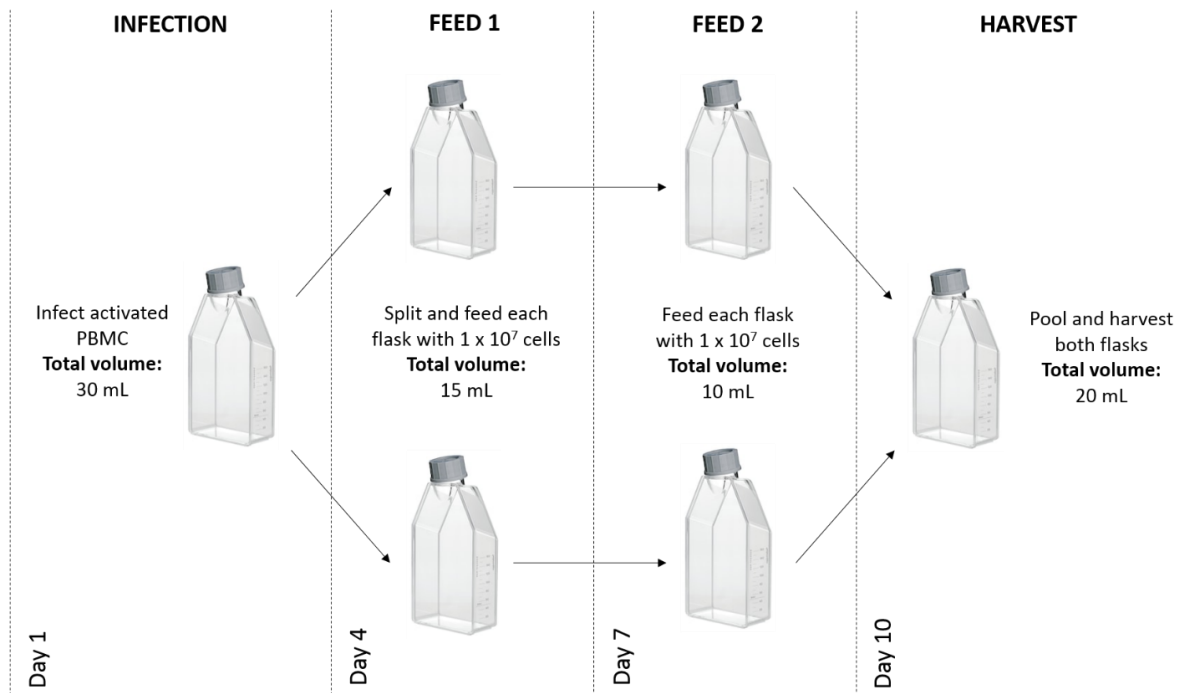 INFECTION
FEED 1
FEED 2
HARVEST
Infect activated
PBMC
Total volume:
30 mL
Split and feed each
flask with 1 x 10⁷ cells
Total volume:
15 mL
Feed each flask
with 1 x 10⁷ cells
Total volume:
10 mL
Pool and harvest
both flasks
Total volume:
20 mL
Day 1
Day 4
Day 7
Day 10